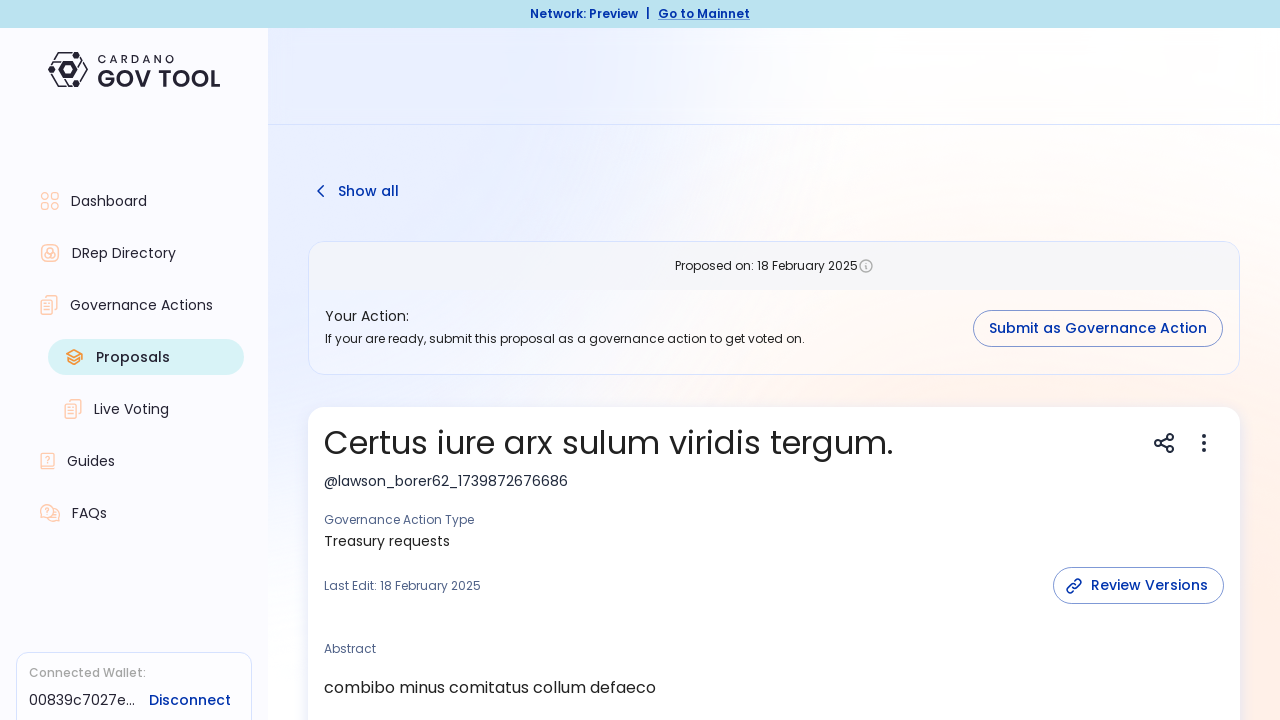 Network: Preview | Go to Mainnet
CARDANO
GOV TOOL
Dashboard
DRep Directory
Governance Actions
Proposals
Live Voting
Guides
FAQs
Connected Wallet:
00839c7027e... Disconnect
Show all
Proposed on: 18 February 2025
Your Action:
If your are ready, submit this proposal as a governance action to get voted on.
Submit as Governance Action
Certus iure arx sulum viridis tergum.
@lawson_borer62_1739872676686
Governance Action Type
Treasury requests
Last Edit: 18 February 2025
Review Versions
Abstract
combibo minus comitatus collum defaeco